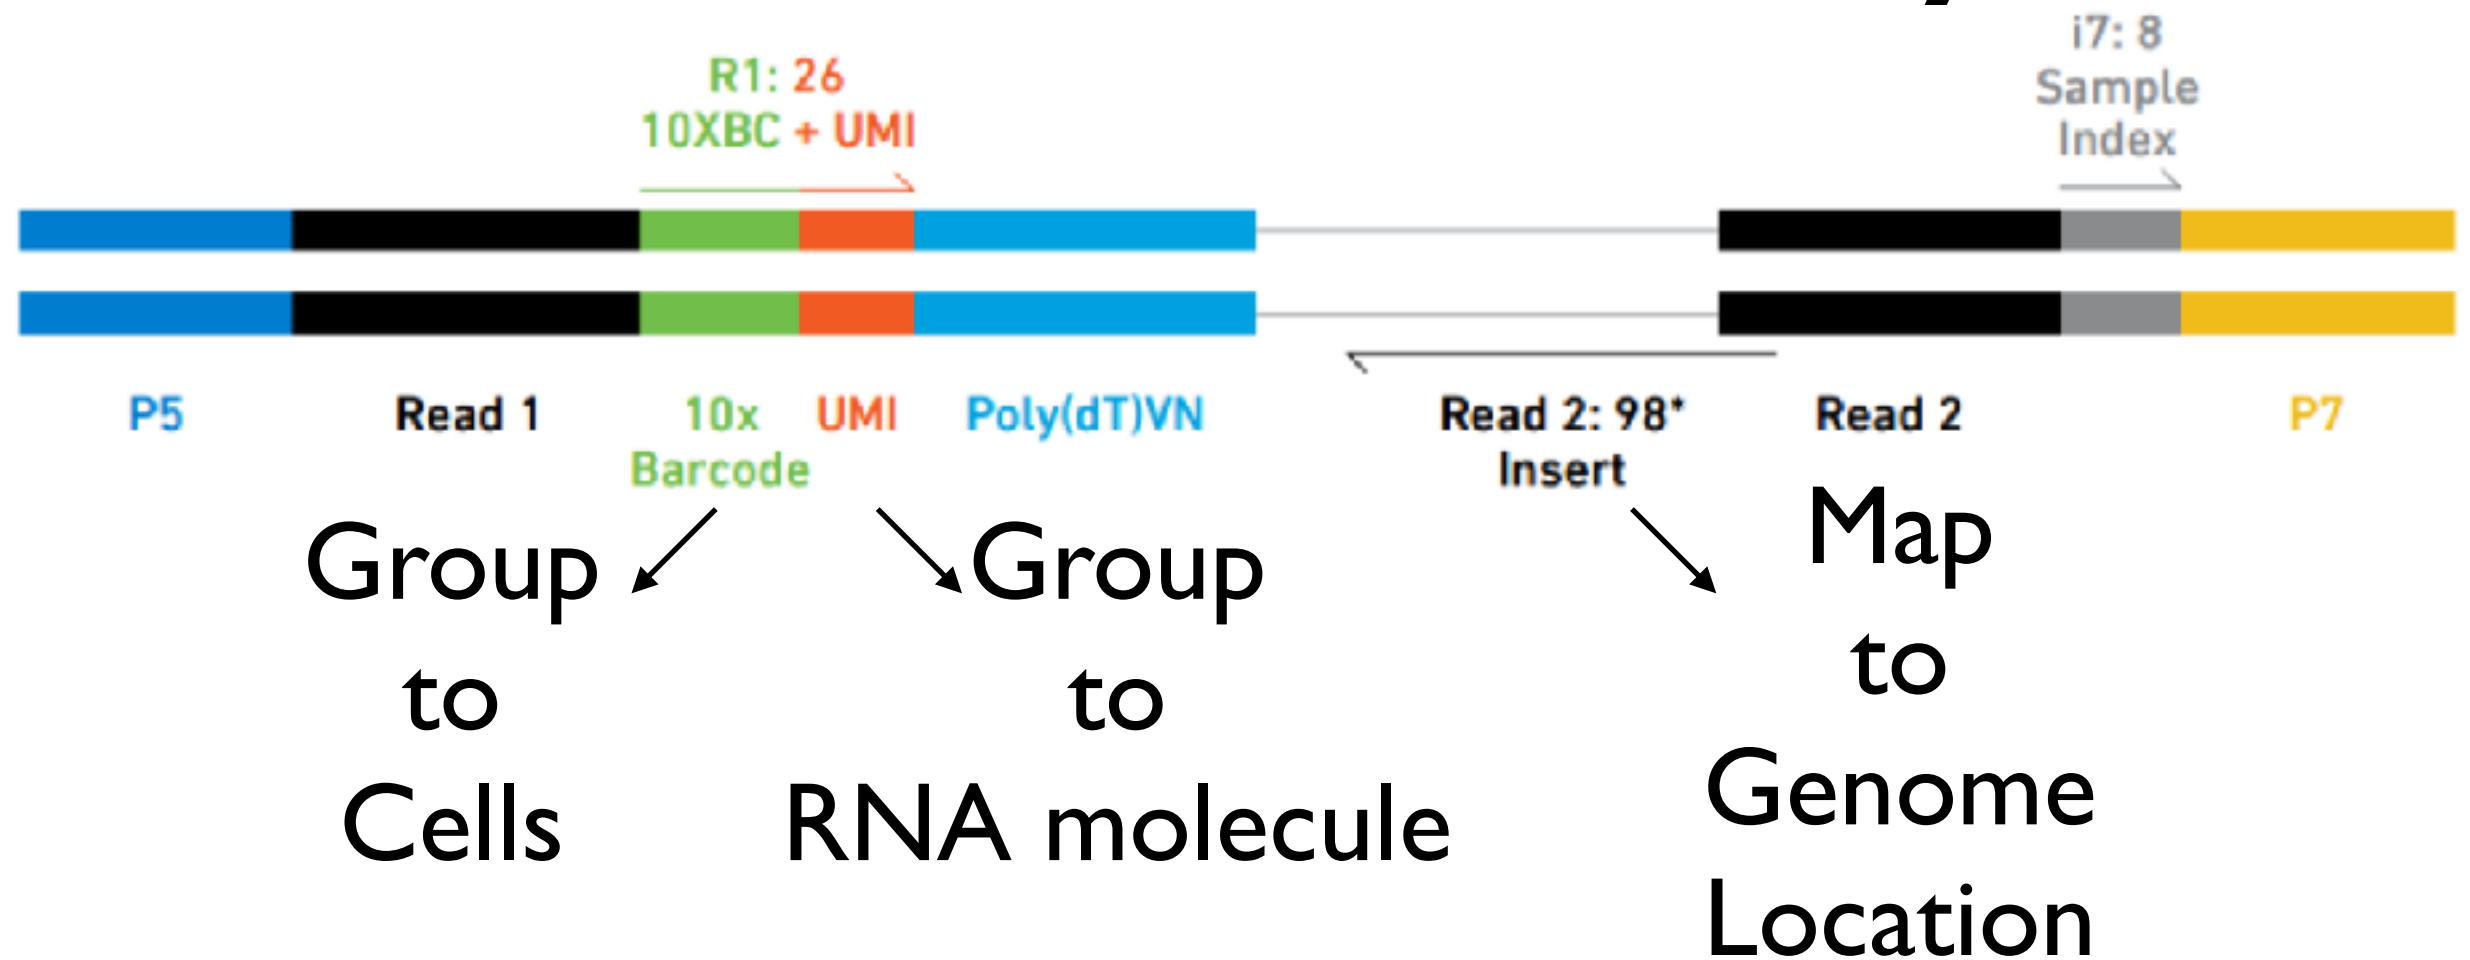 i7: 8
Sample
Index
R1: 26
10XBC + UMI
P5
Read 1
10x
Barcode
UMI
Poly(dT)VN
Read 2: 98*
Insert
Read 2
P7
Group
to
Cells
Group
to
RNA molecule
Map
to
Genome
Location